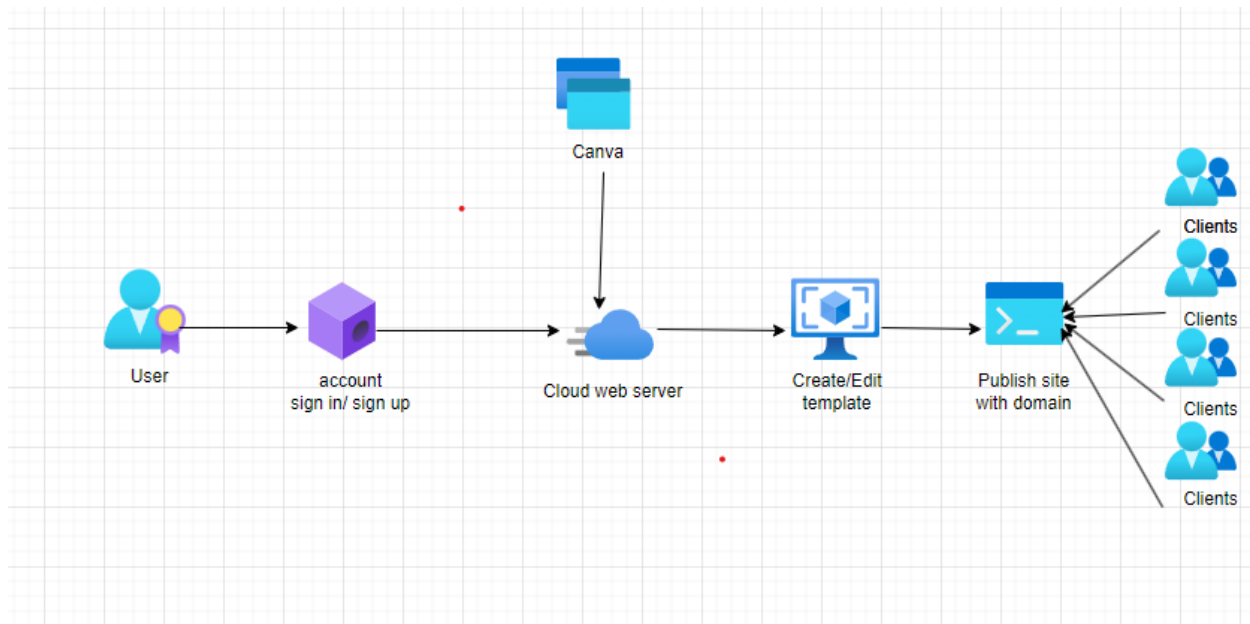 Canva
Clients
Clients
Clients
Clients
User
account
sign in/ sign up
Cloud web server
Create/Edit
template
Publish site
with domain